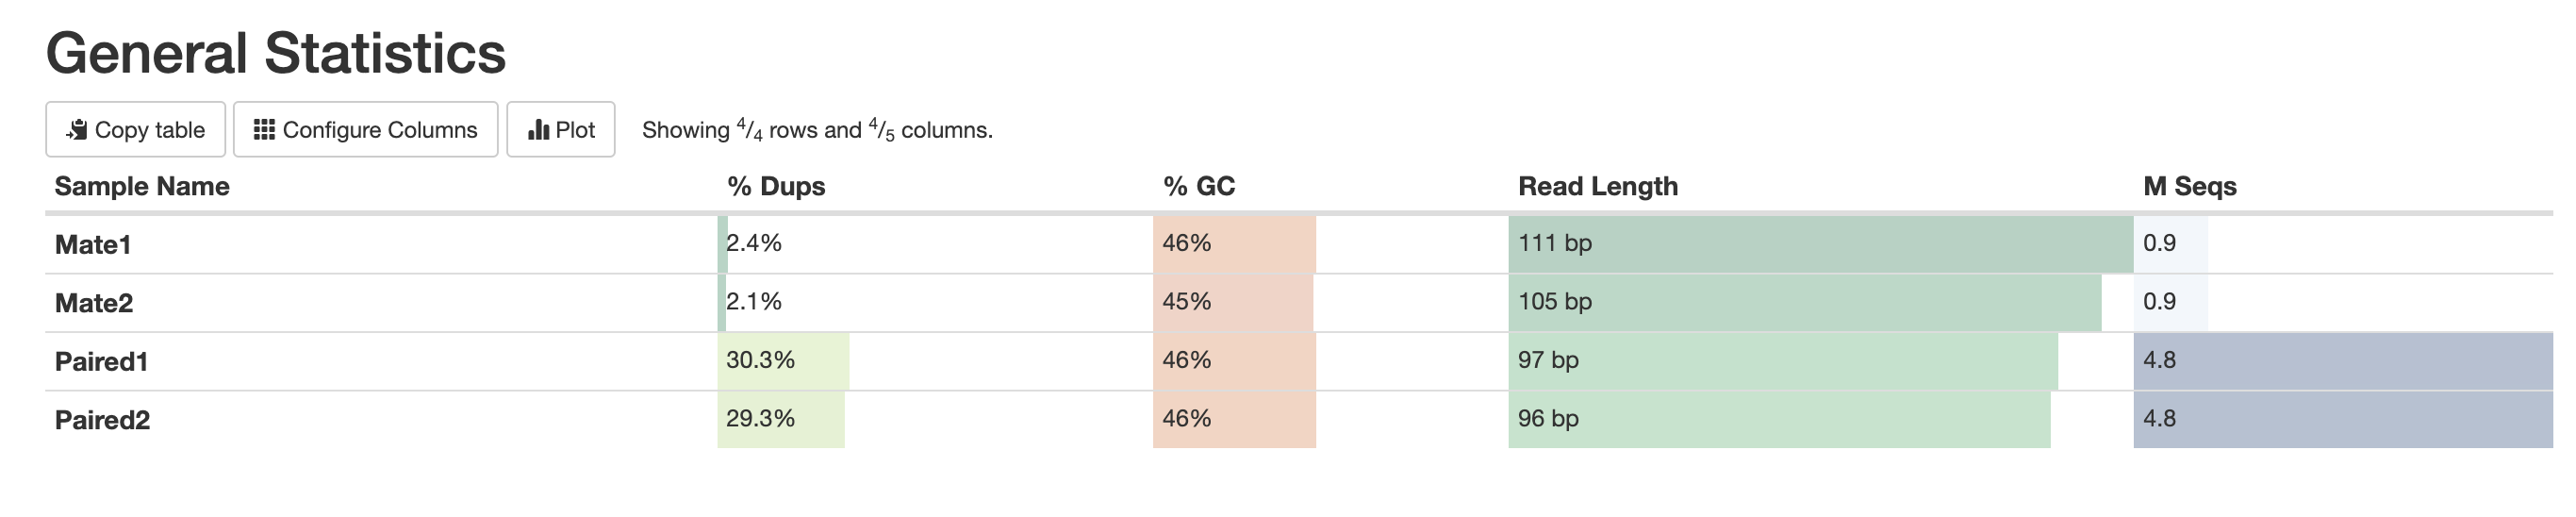 General Statistics
Copy table Configure Columns Plot Showing 4/4 rows and 4/5 columns.
Sample Name % Dups % GC Read Length M Seqs
Mate1 2.4% 46% 111 bp 0.9
Mate2 2.1% 45% 105 bp 0.9
Paired1 30.3% 46% 97 bp 4.8
Paired2 29.3% 46% 96 bp 4.8